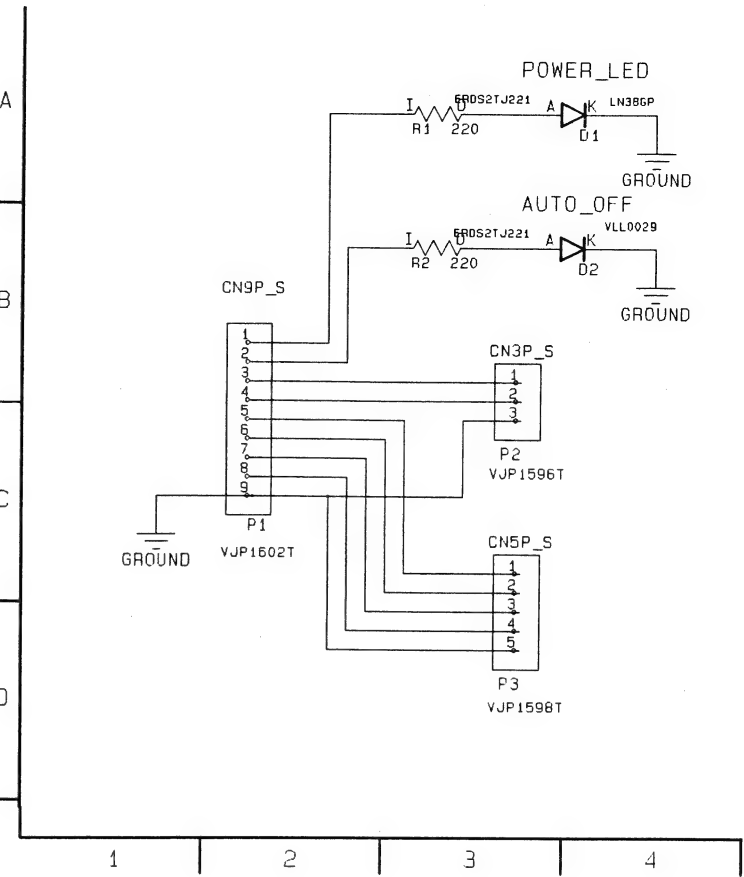 POWER_LED
A
I ERDS2TJ221 A K LN38GP
R1 220 D1
GROUND
AUTO_OFF
VLL0029
I ERDS2TJ221 A K
R2 220 D2
B
CN9P_S
GROUND
1
2
3
4
5
6
7
8
9
CN3P_S
1
2
3
P2
VJP1596T
C
P1
VJP1602T
GROUND
CN5P_S
1
2
3
4
5
P3
VJP1598T
D
1 2 3 4